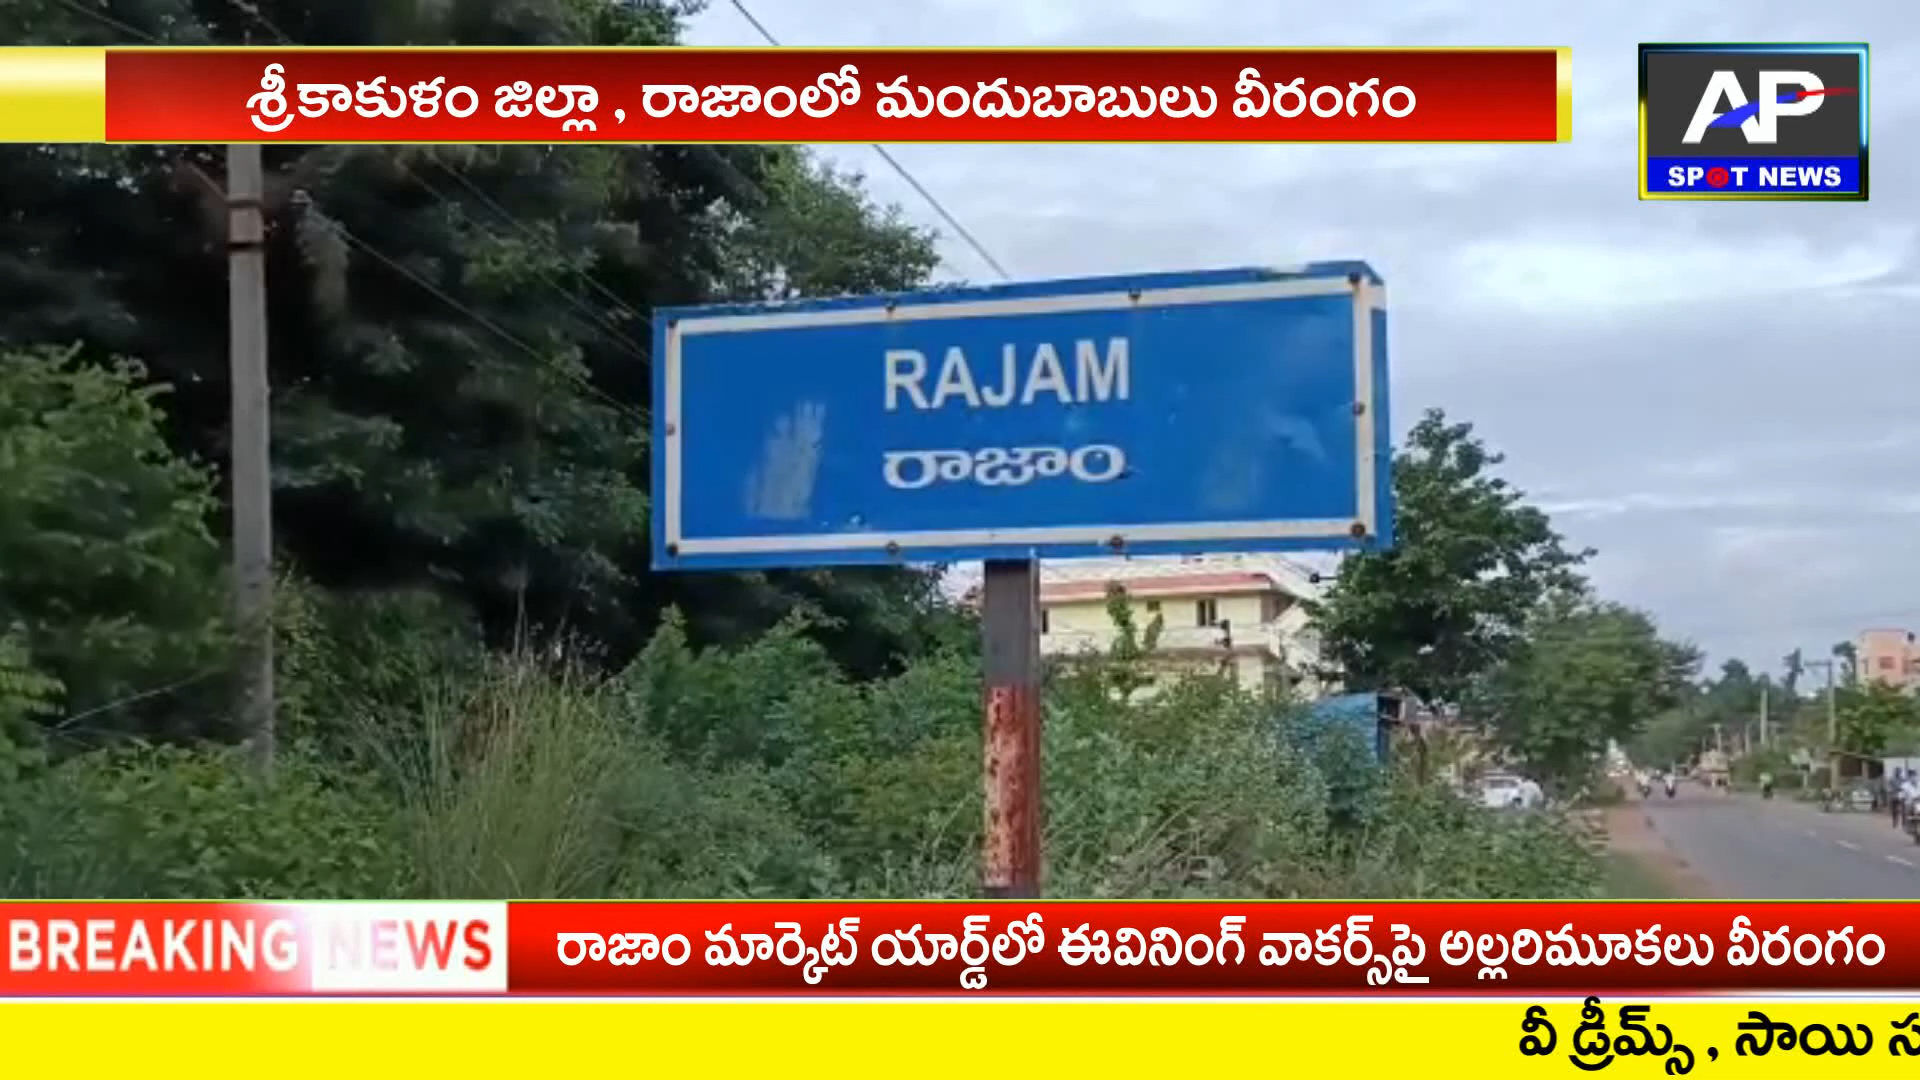 శ్రీకాకుళం జిల్లా , రాజాంలో మందుబాబులు వీరంగం
AP
SPOT NEWS
RAJAM
రాజాం
BREAKING NEWS
రాజాం మార్కెట్ యార్డ్‌లో ఈవినింగ్ వాకర్స్‌పై అల్లరిమూకలు వీరంగం
వీ డ్రీమ్స్ , సాయి స